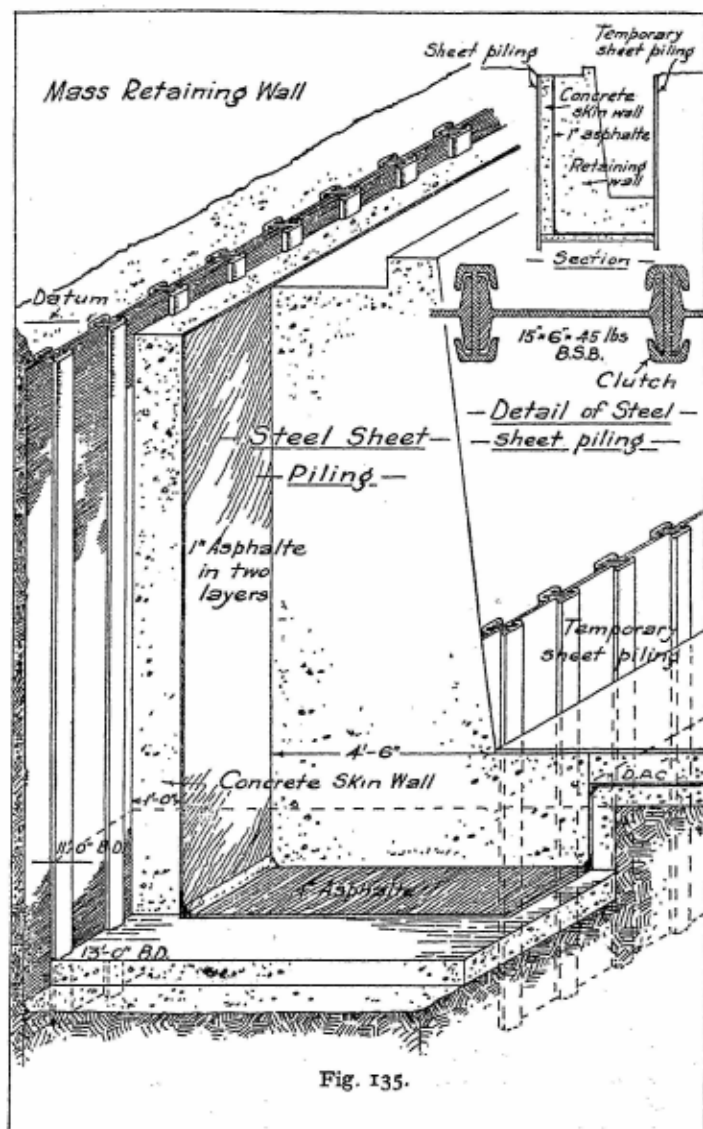 Mass Retaining Wall
Sheet piling
Temporary
sheet piling
Concrete
skin wall
1" asphalte
Retaining
wall
Section
Datum
15" × 6" × 45 lbs
B.S.B.
Clutch
Detail of Steel
sheet piling
Steel Sheet
Piling
1" Asphalte
in two
layers
Temporary
sheet piling
4'-6"
D.P.C
Concrete Skin Wall
1'-0"
11'-0" B.D.
Asphalte
13'-0" B.D.
Fig. 135.